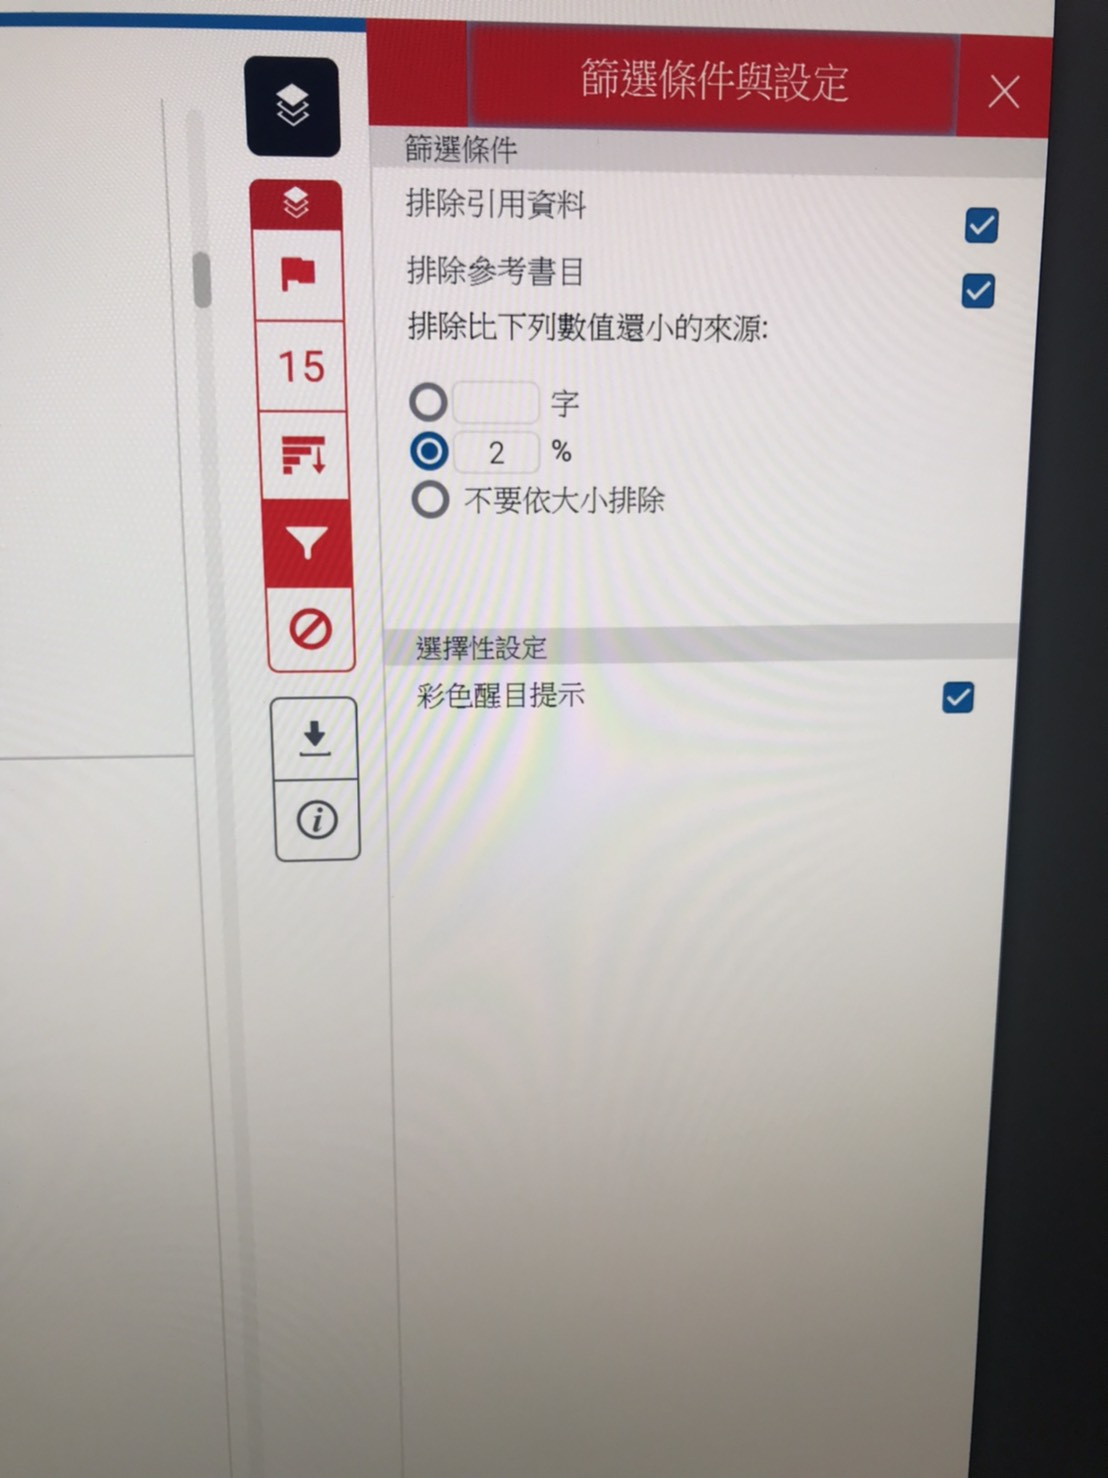 篩選條件與設定
篩選條件
排除引用資料
排除參考書目
排除比下列數值還小的來源:
字
2 %
不要依大小排除
選擇性設定
彩色醒目提示
15